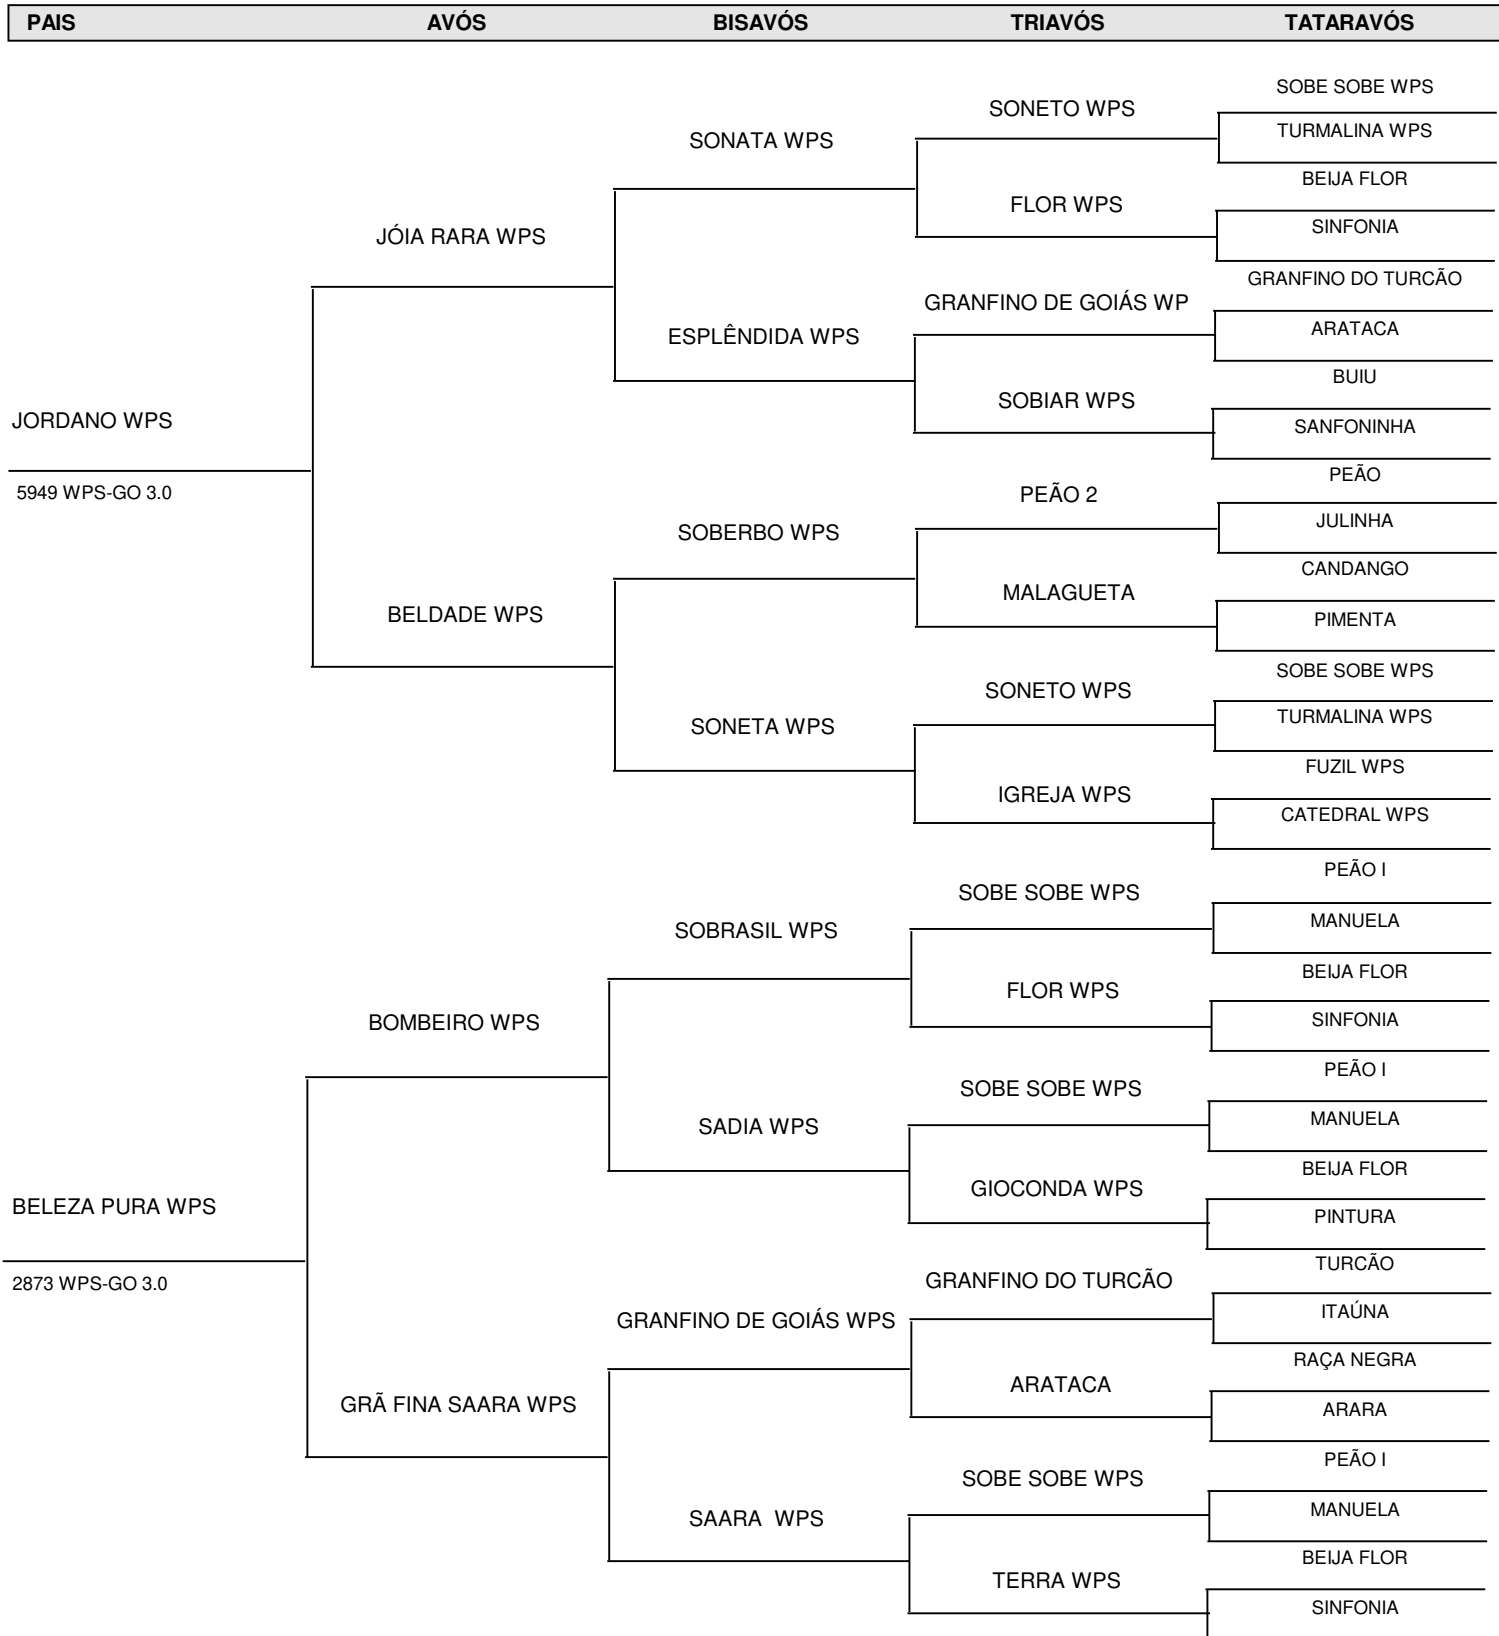 PAIS AVÓS BISAVÓS TRIAVÓS TATARAVÓS
SOBE SOBE WPS
SONETO WPS
TURMALINA WPS
SONATA WPS
BEIJA FLOR
FLOR WPS
SINFONIA
JÓIA RARA WPS
GRANFINO DO TURCÃO
GRANFINO DE GOIÁS WP
ARATACA
ESPLÊNDIDA WPS
BUIU
SOBIAR WPS
SANFONINHA
JORDANO WPS
5949 WPS-GO 3.0
PEÃO
PEÃO 2
JULINHA
SOBERBO WPS
CANDANGO
MALAGUETA
PIMENTA
BELDADE WPS
SOBE SOBE WPS
SONETO WPS
TURMALINA WPS
SONETA WPS
FUZIL WPS
IGREJA WPS
CATEDRAL WPS
PEÃO I
SOBE SOBE WPS
MANUELA
SOBRASIL WPS
BEIJA FLOR
FLOR WPS
SINFONIA
BOMBEIRO WPS
PEÃO I
SOBE SOBE WPS
MANUELA
SADIA WPS
BEIJA FLOR
GIOCONDA WPS
PINTURA
BELEZA PURA WPS
2873 WPS-GO 3.0
TURCÃO
GRANFINO DO TURCÃO
ITAÚNA
GRANFINO DE GOIÁS WPS
RAÇA NEGRA
ARATACA
ARARA
GRÃ FINA SAARA WPS
PEÃO I
SOBE SOBE WPS
MANUELA
SAARA WPS
BEIJA FLOR
TERRA WPS
SINFONIA